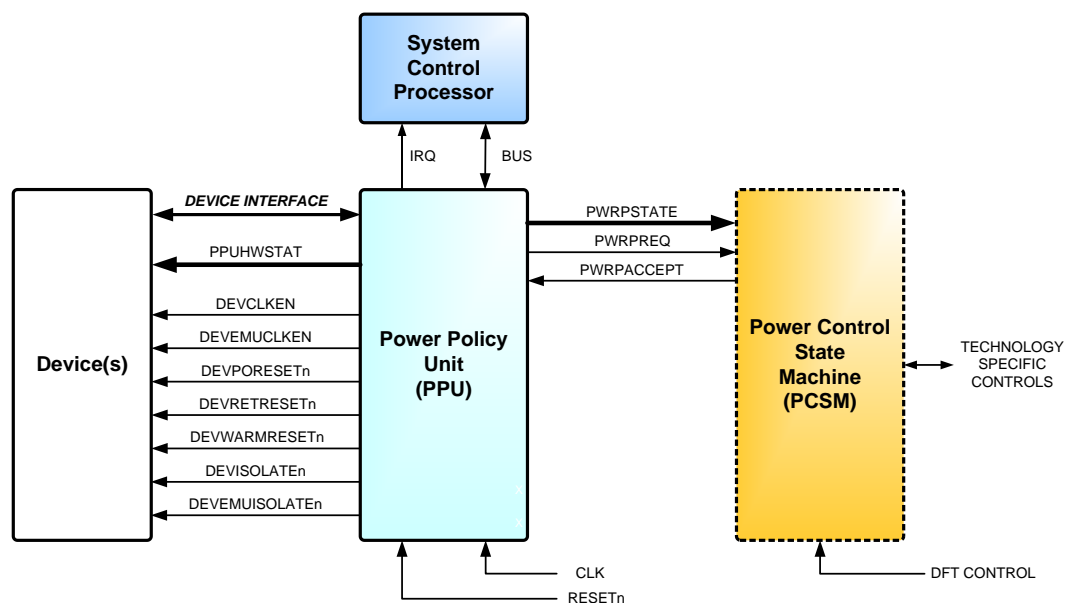 System
Control
Processor
IRQ
BUS
DEVICE INTERFACE
PPUHWSTAT
DEVCLKEN
DEVEMUCLKEN
DEVPORESETn
DEVRETRESETn
DEVWARMRESETn
DEVISOLATEn
DEVEMUISOLATEn
Device(s)
Power Policy
Unit
(PPU)
PWRPSTATE
PWRPREQ
PWRPACCEPT
Power Control
State
Machine
(PCSM)
TECHNOLOGY
SPECIFIC
CONTROLS
CLK
RESETn
DFT CONTROL